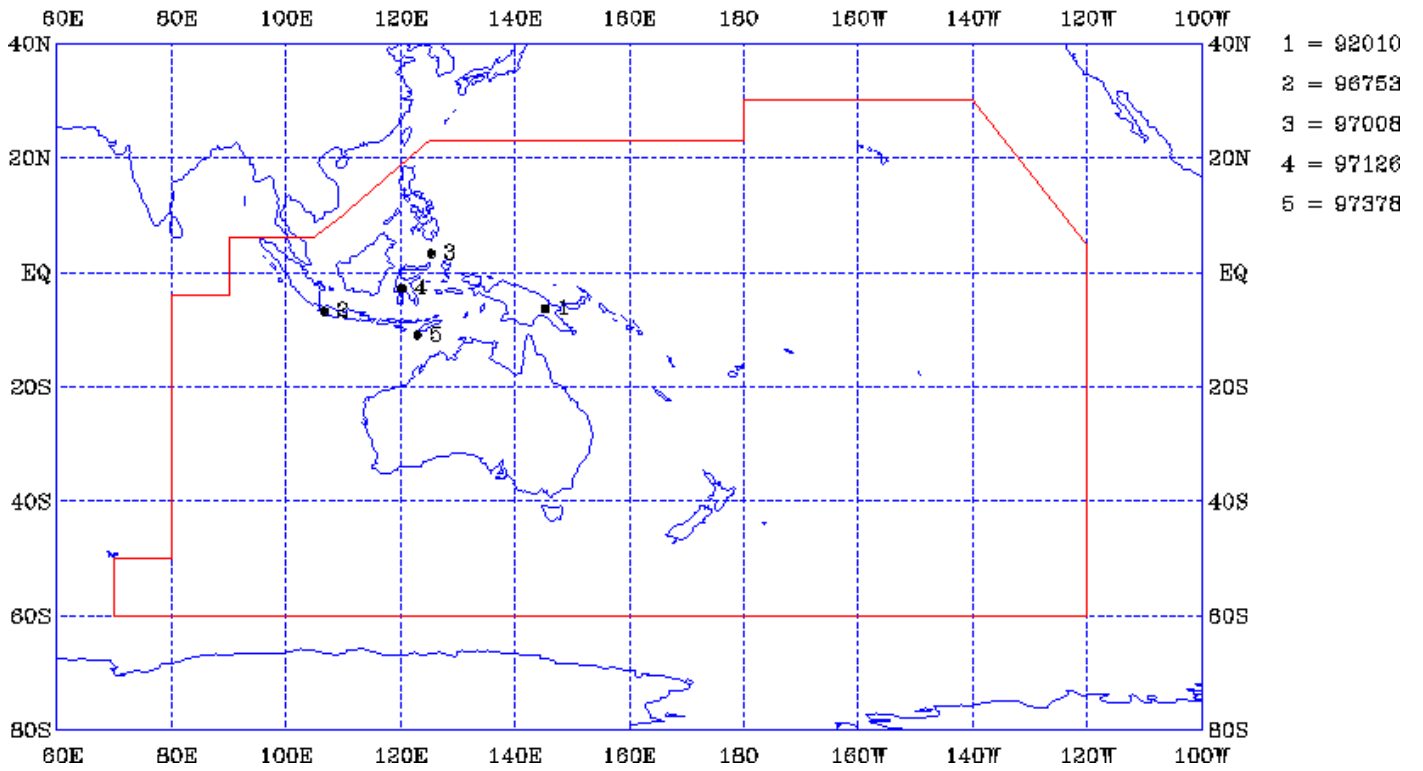 60E 80E 100E 120E 140E 160E 180 160W 140W 120W 100W
40N 40N 1 = 92010
2 = 96753
3 = 97008
20N 20N 4 = 97126
5 = 97378
3
EQ EQ
4
2 1
5
20S 20S
40S 40S
60S 60S
80S 80S
60E 80E 100E 120E 140E 160E 180 160W 140W 120W 100W